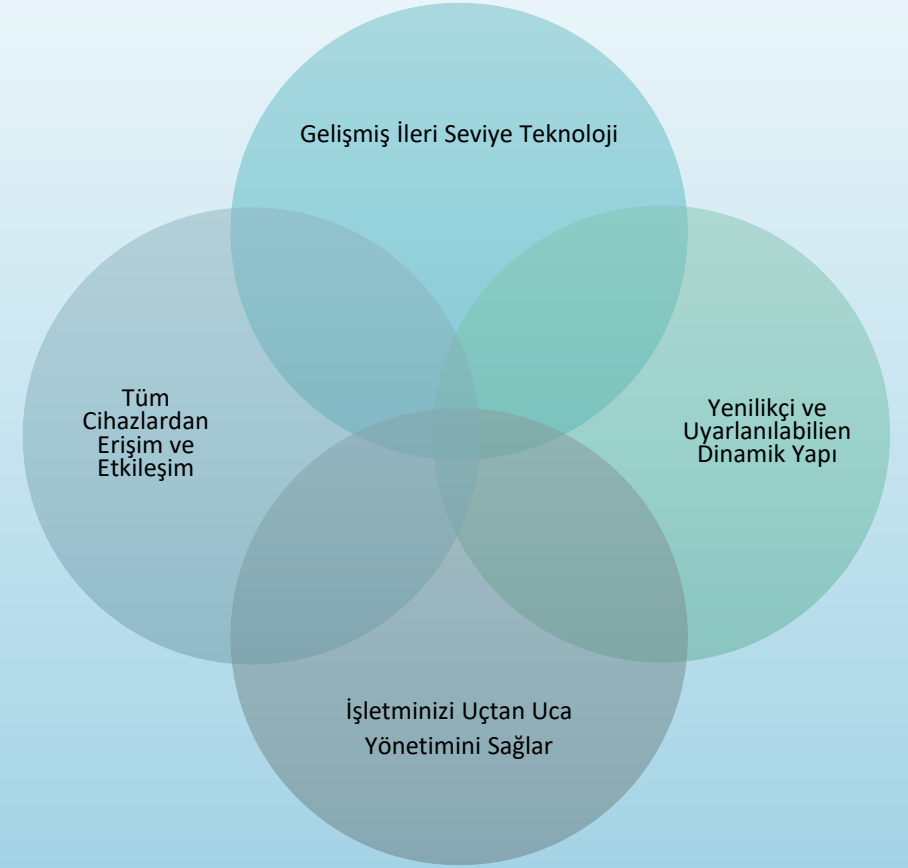 Gelişmiş İleri Seviye Teknoloji
Tüm
Cihazlardan
Erişim ve
Etkileşim
Yenilikçi ve
Uyarlanılabilien
Dinamik Yapı
İşletminizi Uçtan Uca
Yönetimini Sağlar